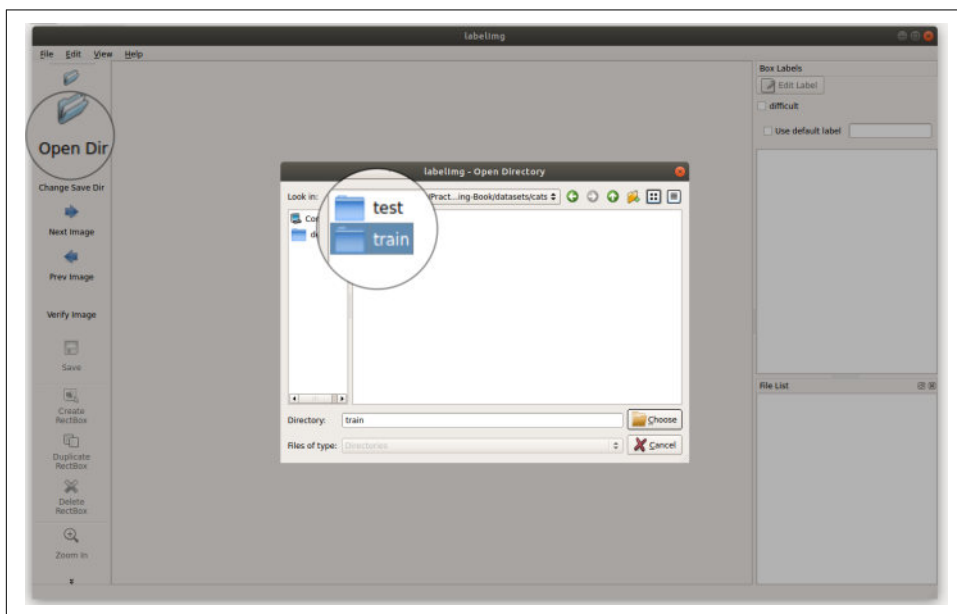 labelImg
File Edit View Help
Open Dir
Change Save Dir
Next Image
Prev Image
Verify Image
Save
Create
RectBox
Duplicate
RectBox
Delete
RectBox
Zoom In
labelImg - Open Directory
Look in: /Pract...ing-Book/datasets/cats
test
train
Directory: train
Choose
Files of type: Directories
Cancel
Box Labels
Edit Label
difficult
Use default label
File List